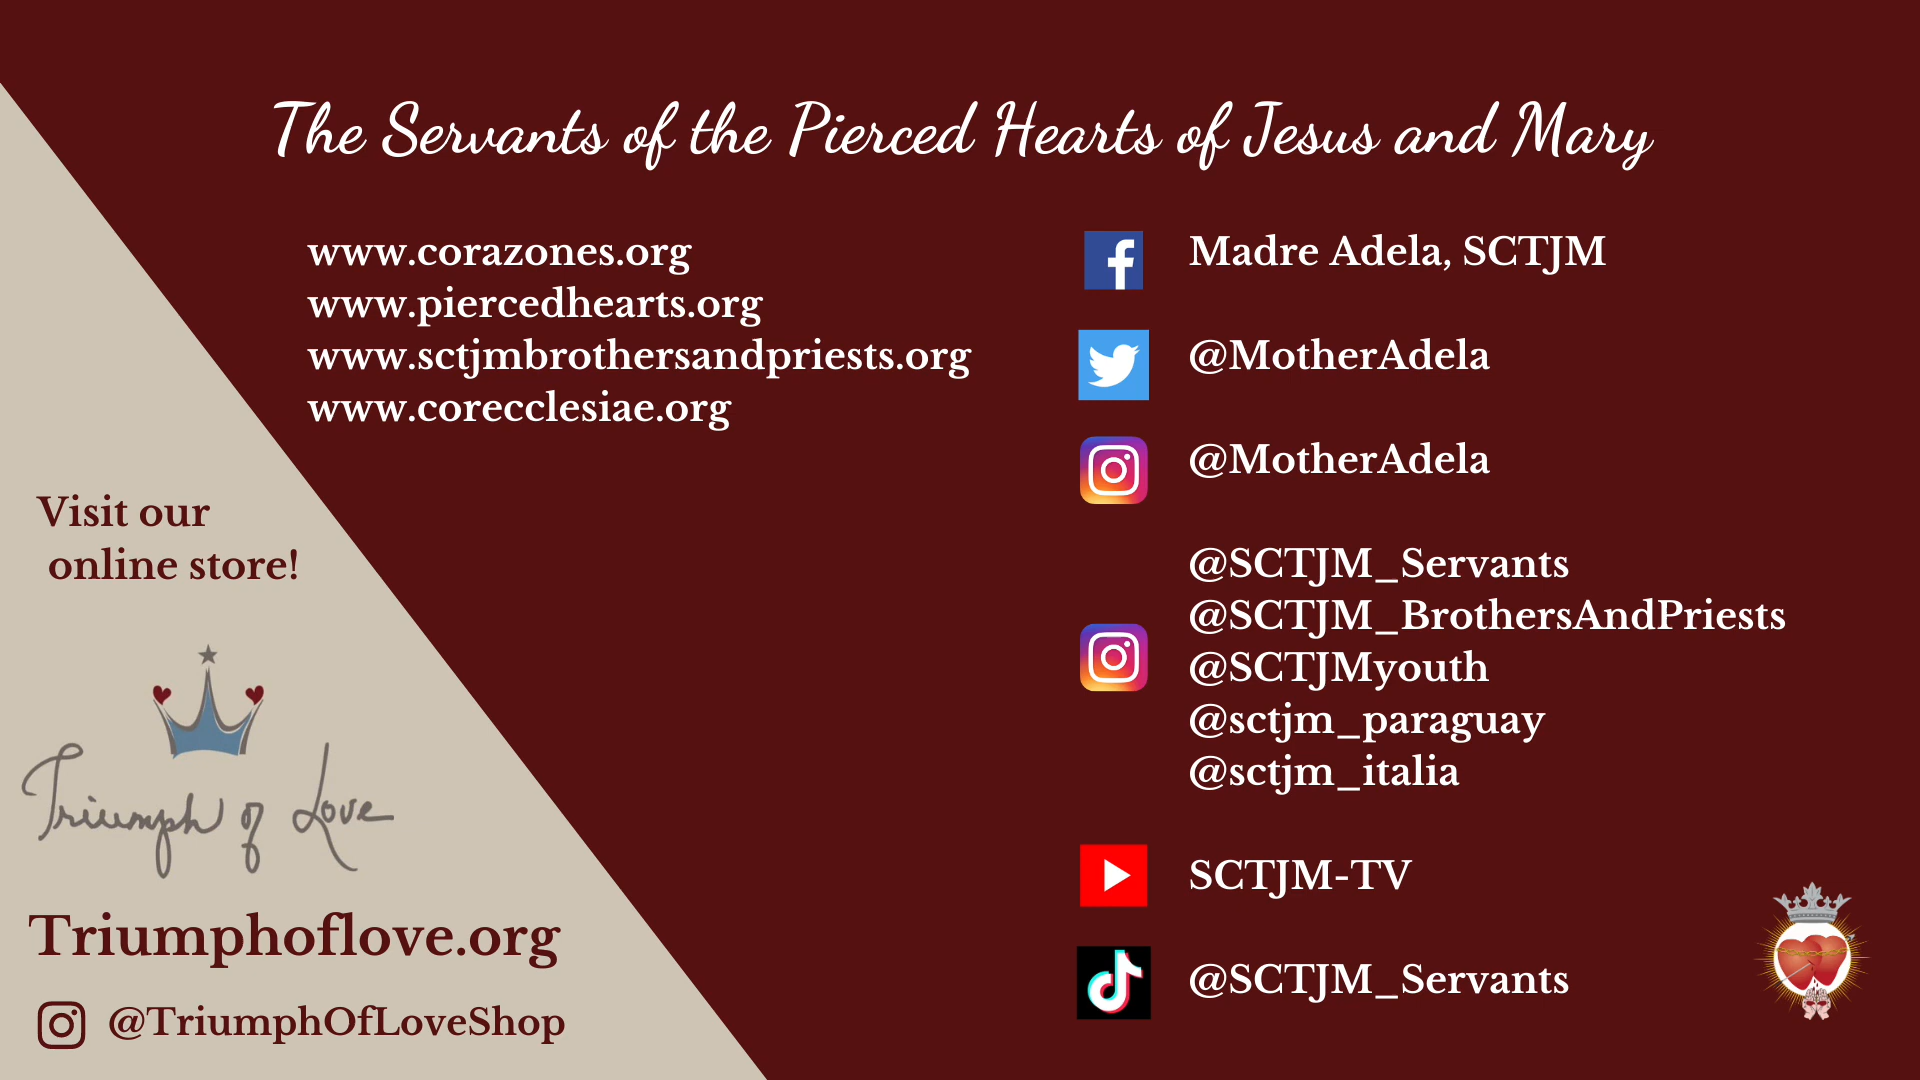 The Servants of the Pierced Hearts of Jesus and Mary
www.corazones.org
www.piercedhearts.org
www.sctjmbrothersandpriests.org
www.corecclesiae.org
Madre Adela, SCTJM
@MotherAdela
@MotherAdela
@SCTJM_Servants
@SCTJM_BrothersAndPriests
@SCTJMyouth
@sctjm_paraguay
@sctjm_italia
SCTJM-TV
@SCTJM_Servants
Visit our
online store!
Triumph of Love
Triumphoflove.org
@TriumphOfLoveShop